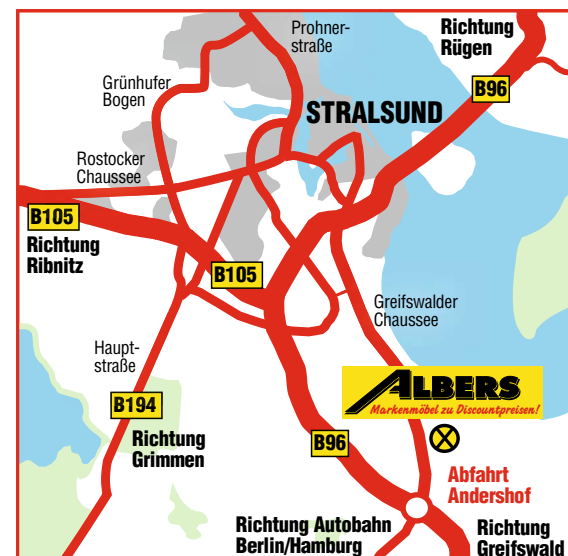 Prohner-
straße
Richtung
Rügen
B96
Grünhufer
Bogen
STRALSUND
Rostocker
Chaussee
B105
Richtung
Ribnitz
B105
Greifswalder
Chaussee
Haupt-
straße
ALBERS
Markenmöbel zu Discountpreisen!
B194
Richtung
Grimmen
B96
Abfahrt
Andershof
Richtung Autobahn
Berlin/Hamburg
Richtung
Greifswald